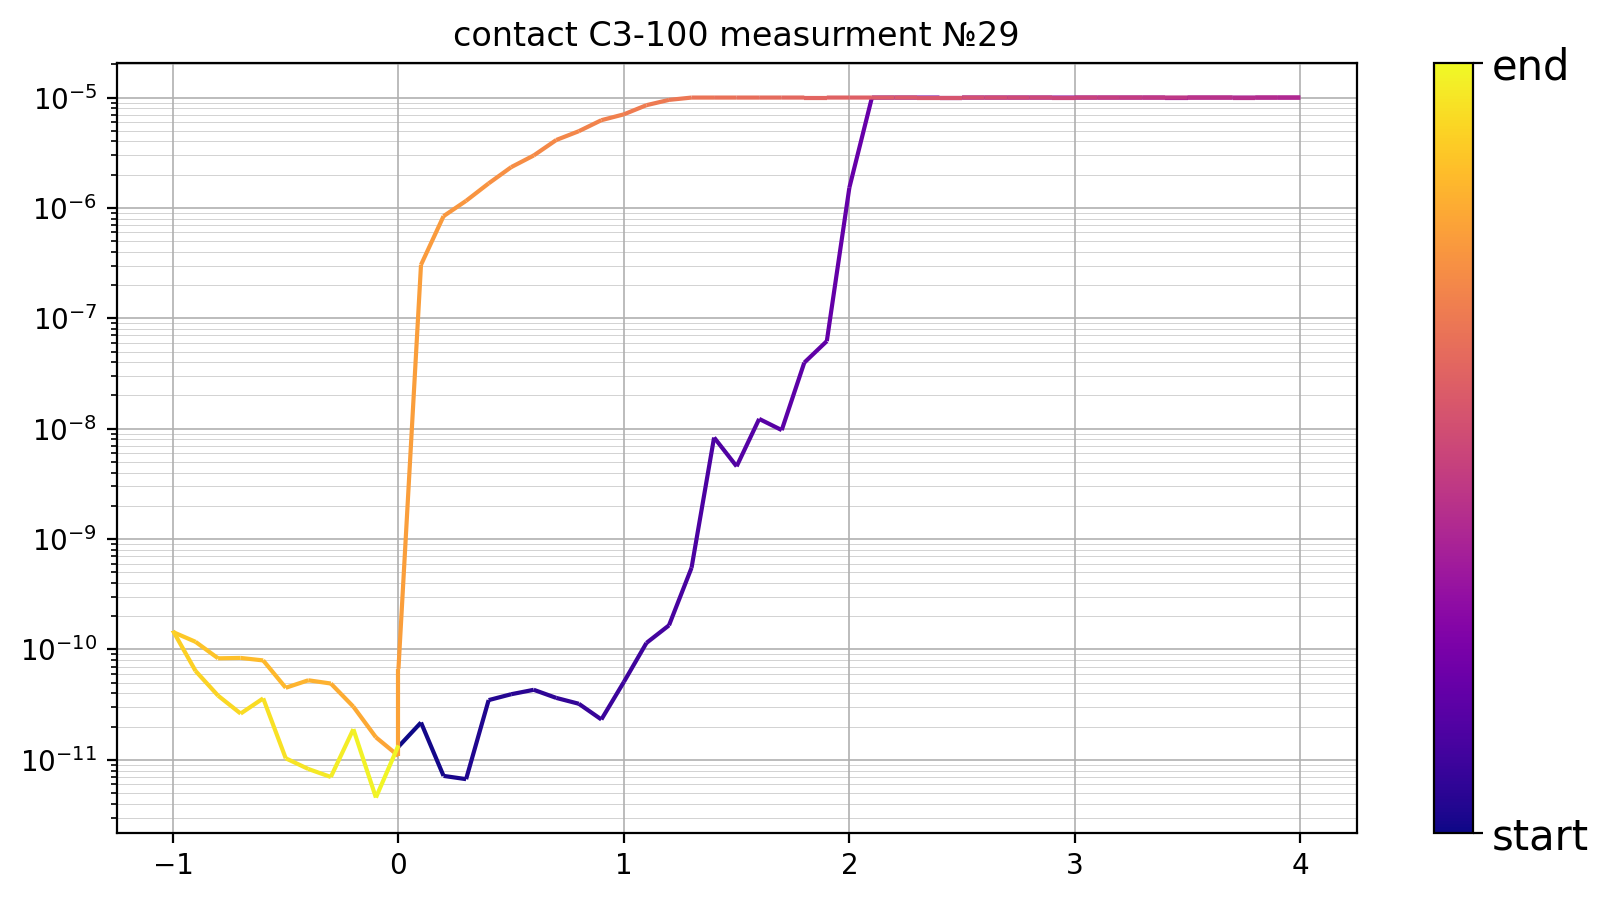 contact C3-100 measurment №29
10⁻⁵
10⁻⁶
10⁻⁷
10⁻⁸
10⁻⁹
10⁻¹⁰
10⁻¹¹
−1 0 1 2 3 4
end
start